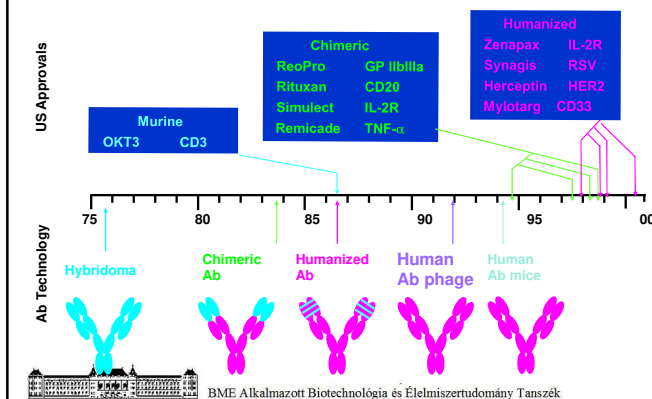 US Approvals
Murine
OKT3 CD3
Chimeric
ReoPro GP IIbIIIa
Rituxan CD20
Simulect IL-2R
Remicade TNF-α
Humanized
Zenapax IL-2R
Synagis RSV
Herceptin HER2
Mylotarg CD33
75 80 85 90 95 00
Ab Technology
Hybridoma
Chimeric
Ab
Humanized
Ab
Human
Ab phage
Human
Ab mice
BME Alkalmazott Biotechnológia és Élelmiszertudomány Tanszék